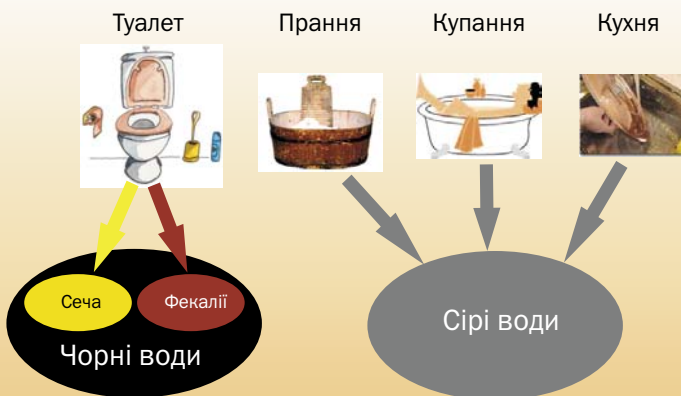 Туалет
Прання
Купання
Кухня
Сеча
Фекалії
Чорні води
Сірі води